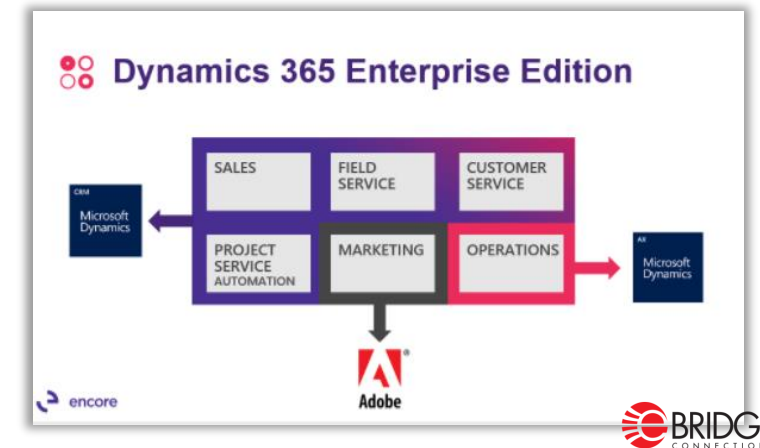 Dynamics 365 Enterprise Edition
SALES
FIELD
SERVICE
CUSTOMER
SERVICE
CRM
Microsoft
Dynamics
PROJECT
SERVICE
AUTOMATION
MARKETING
OPERATIONS
AX
Microsoft
Dynamics
Adobe
®
encore
BRIDG
CONNECTION